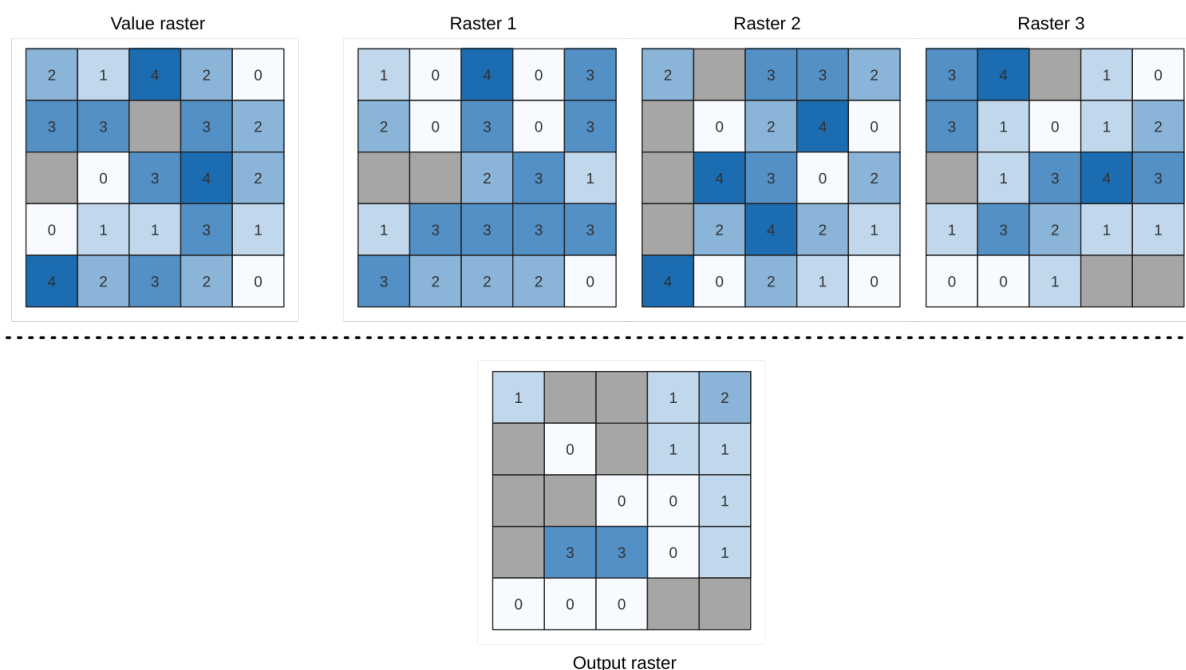 Value raster Raster 1 Raster 2 Raster 3
2 1 4 2 0 1 0 4 0 3 2 3 3 2 3 4 1 0
3 3 3 2 2 0 3 0 3 0 2 4 0 3 1 0 1 2
0 3 4 2 2 3 1 4 3 0 2 1 3 4 3
0 1 1 3 1 1 3 3 3 3 2 4 2 1 1 3 2 1 1
4 2 3 2 0 3 2 2 2 0 4 0 2 1 0 0 0 1
1 1 2
0 1 1
0 0 1
3 3 0 1
0 0 0
Output raster